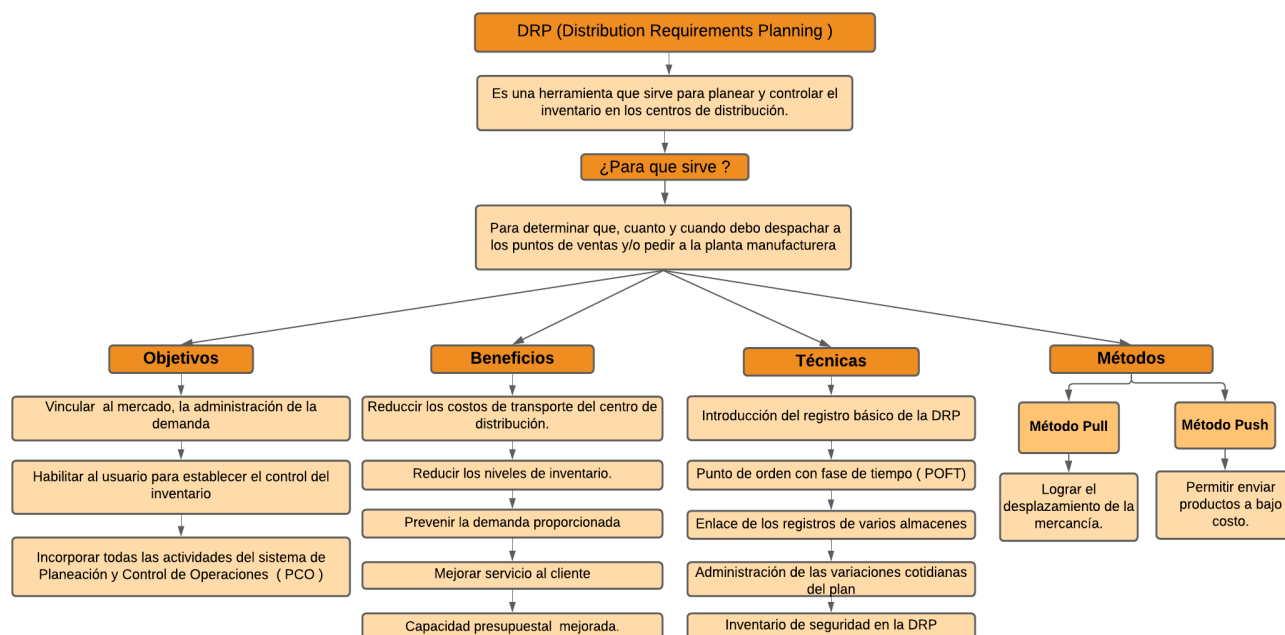 DRP (Distribution Requirements Planning )
Es una herramienta que sirve para planear y controlar el
inventario en los centros de distribución.
¿Para que sirve ?
Para determinar que, cuanto y cuando debo despachar a
los puntos de ventas y/o pedir a la planta manufacturera
Objetivos
Vincular al mercado, la administración de la
demanda
Habilitar al usuario para establecer el control del
inventario
Incorporar todas las actividades del sistema de
Planeación y Control de Operaciones ( PCO )
Beneficios
Reduccir los costos de transporte del centro de
distribución.
Reducir los niveles de inventario.
Prevenir la demanda proporcionada
Mejorar servicio al cliente
Capacidad presupuestal mejorada.
Técnicas
Introducción del registro básico de la DRP
Punto de orden con fase de tiempo ( POFT)
Enlace de los registros de varios almacenes
Administración de las variaciones cotidianas
del plan
Inventario de seguridad en la DRP
Métodos
Método Pull
Lograr el
desplazamiento de la
mercancía.
Método Push
Permitir enviar
productos a bajo
costo.